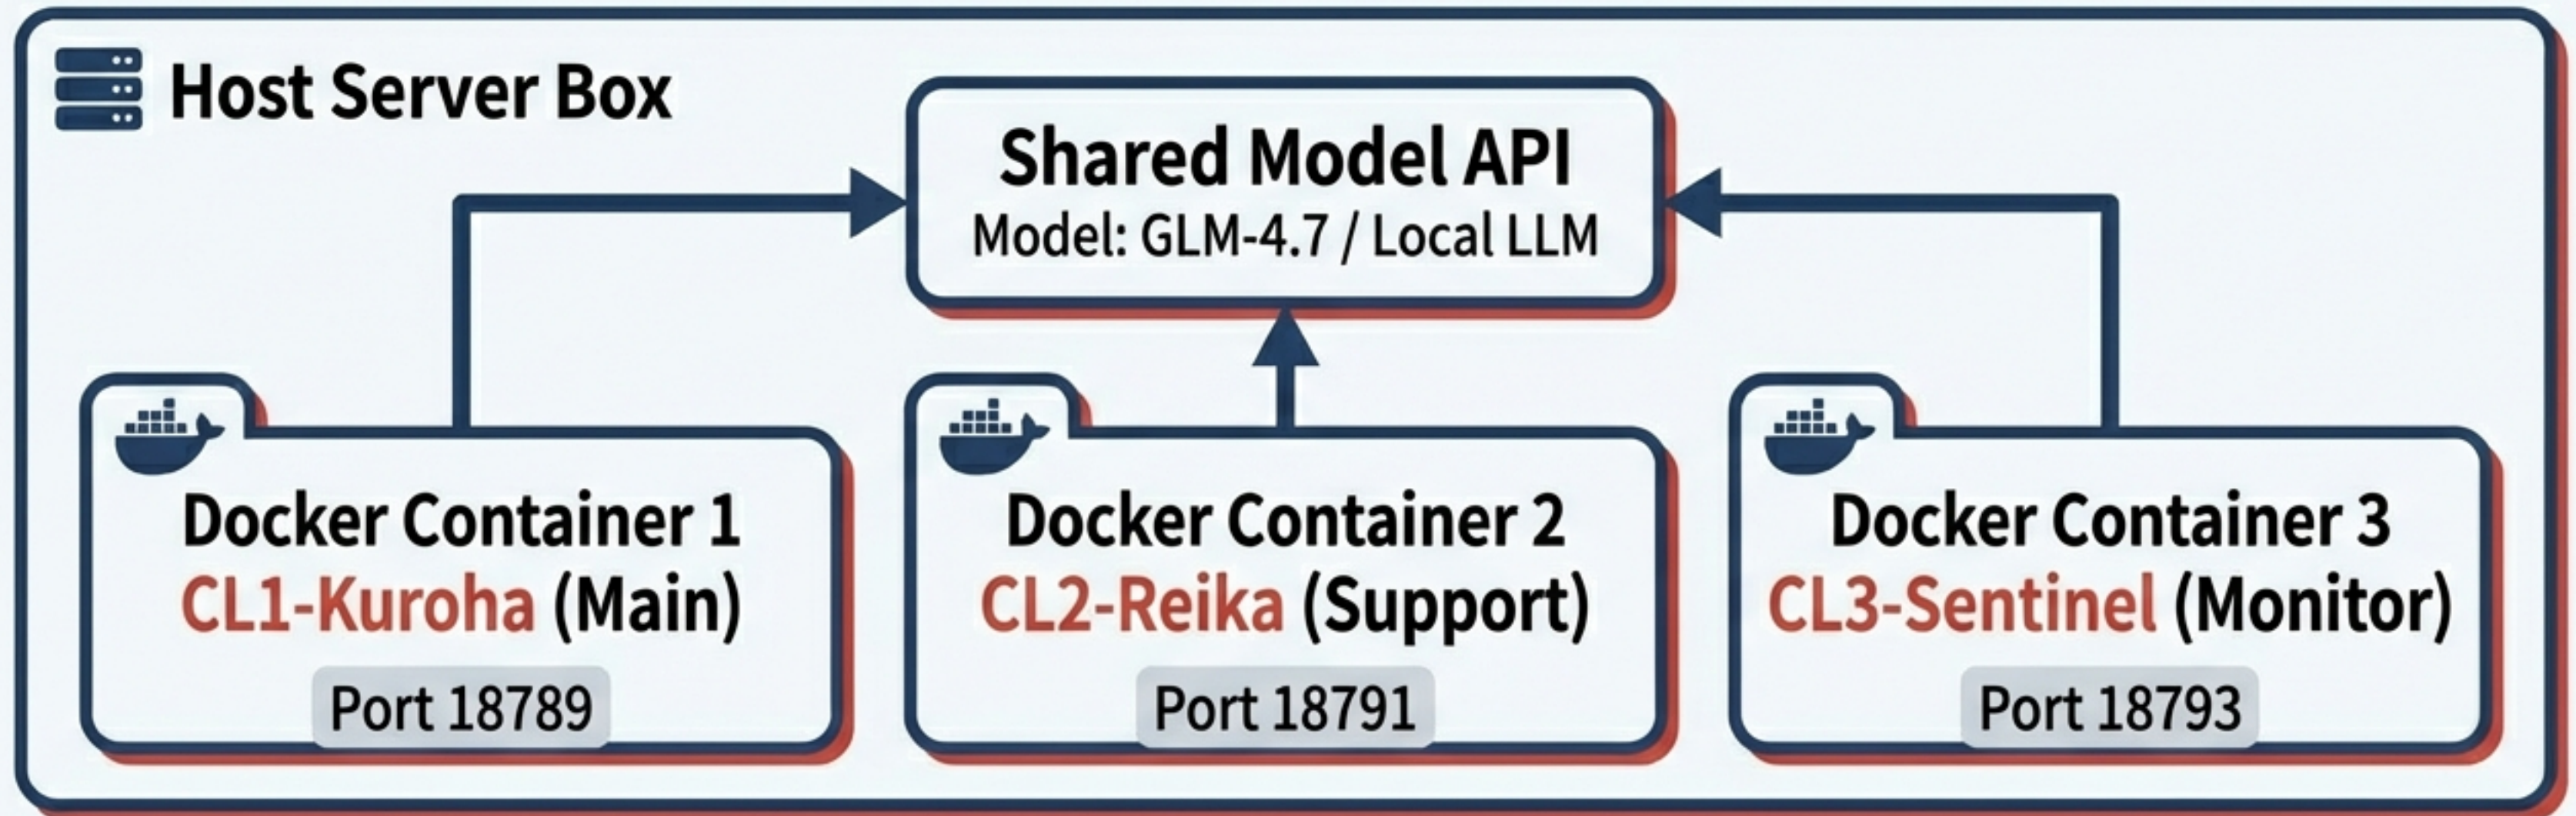 Host Server Box
Shared Model API
Model: GLM-4.7 / Local LLM
Docker Container 1
CL1-Kuroha (Main)
Port 18789
Docker Container 2
CL2-Reika (Support)
Port 18791
Docker Container 3
CL3-Sentinel (Monitor)
Port 18793